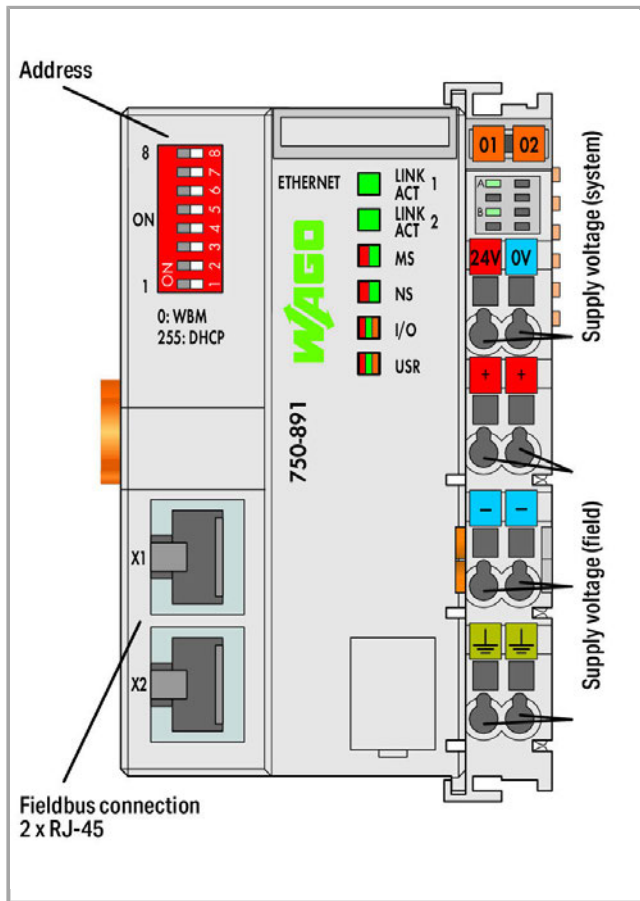 Address
8
ON
1
ON
1 2 3 4 5 6 7 8
0: WBM
255: DHCP
ETHERNET
LINK
ACT 1
LINK
ACT 2
MS
NS
I/O
USR
WAGO
750-891
X1
X2
Fieldbus connection
2 x RJ-45
01 02
A
B
24V 0V
+ +
− −
Supply voltage (system)
Supply voltage (field)